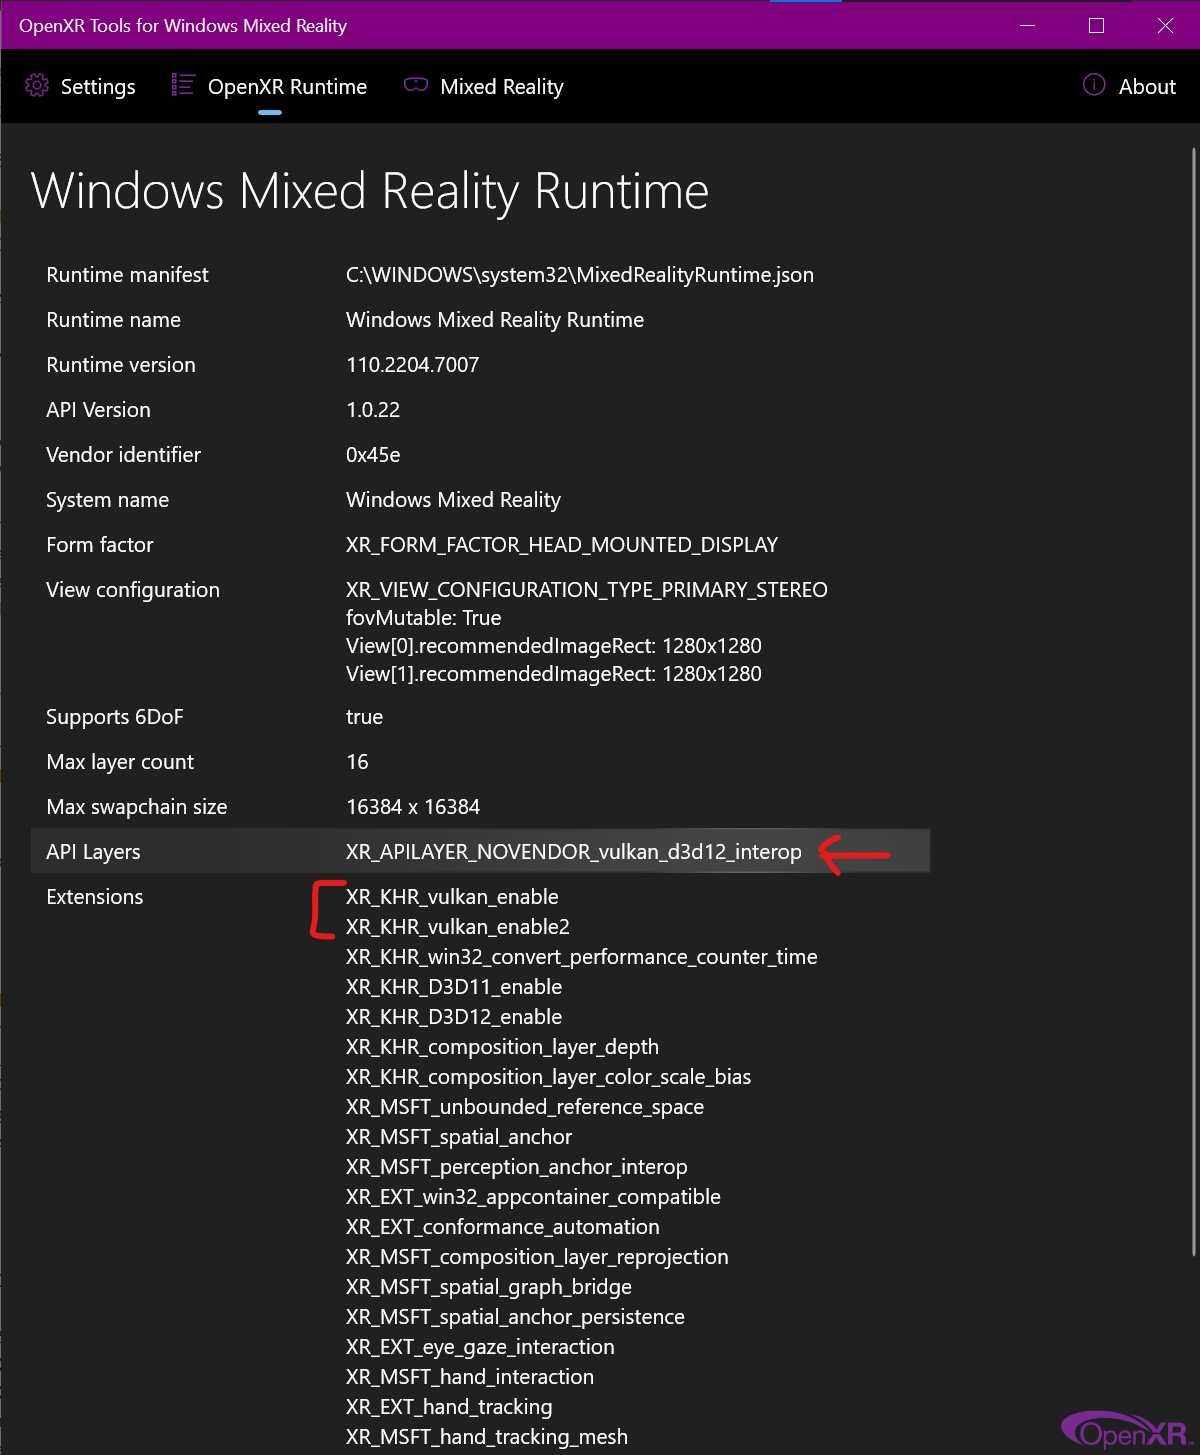 OpenXR Tools for Windows Mixed Reality
Settings
OpenXR Runtime
Mixed Reality
About
Windows Mixed Reality Runtime
Runtime manifest C:\WINDOWS\system32\MixedRealityRuntime.json
Runtime name Windows Mixed Reality Runtime
Runtime version 110.2204.7007
API Version 1.0.22
Vendor identifier 0x45e
System name Windows Mixed Reality
Form factor XR_FORM_FACTOR_HEAD_MOUNTED_DISPLAY
View configuration XR_VIEW_CONFIGURATION_TYPE_PRIMARY_STEREO
fovMutable: True
View[0].recommendedImageRect: 1280x1280
View[1].recommendedImageRect: 1280x1280
Supports 6DoF true
Max layer count 16
Max swapchain size 16384 x 16384
API Layers XR_APILAYER_NOVENDOR_vulkan_d3d12_interop
Extensions XR_KHR_vulkan_enable
XR_KHR_vulkan_enable2
XR_KHR_win32_convert_performance_counter_time
XR_KHR_D3D11_enable
XR_KHR_D3D12_enable
XR_KHR_composition_layer_depth
XR_KHR_composition_layer_color_scale_bias
XR_MSFT_unbounded_reference_space
XR_MSFT_spatial_anchor
XR_MSFT_perception_anchor_interop
XR_EXT_win32_appcontainer_compatible
XR_EXT_conformance_automation
XR_MSFT_composition_layer_reprojection
XR_MSFT_spatial_graph_bridge
XR_MSFT_spatial_anchor_persistence
XR_EXT_eye_gaze_interaction
XR_MSFT_hand_interaction
XR_EXT_hand_tracking
XR_MSFT_hand_tracking_mesh
OpenXR